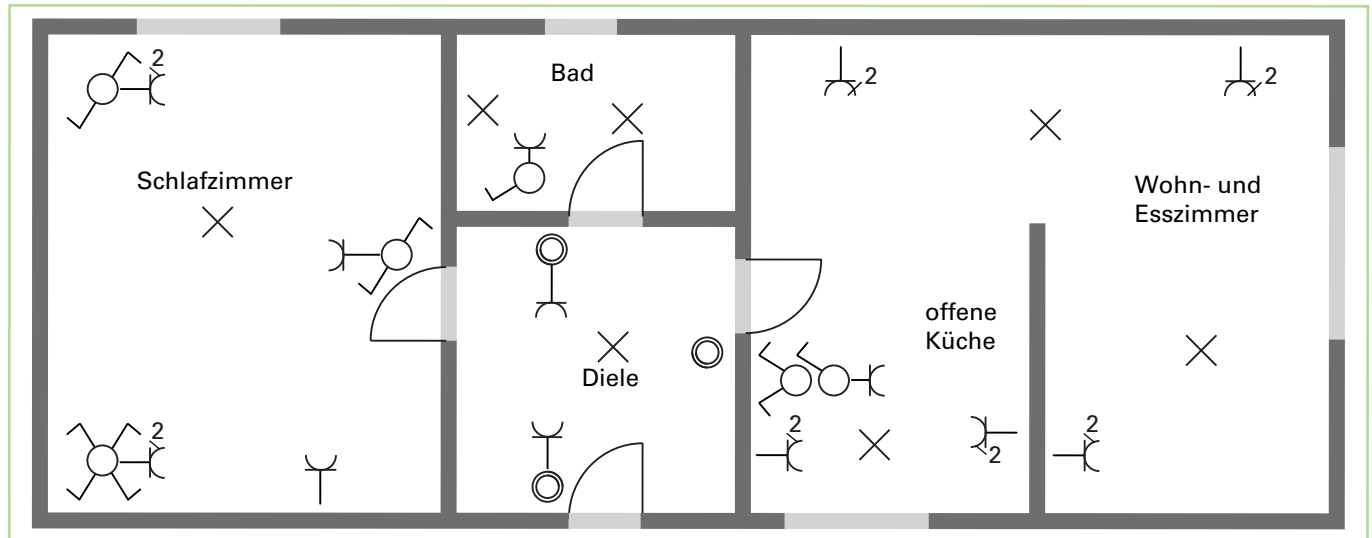 2
Bad
2
2
Schlafzimmer
Wohn- und
Esszimmer
offene
Küche
Diele
2
2
2
2